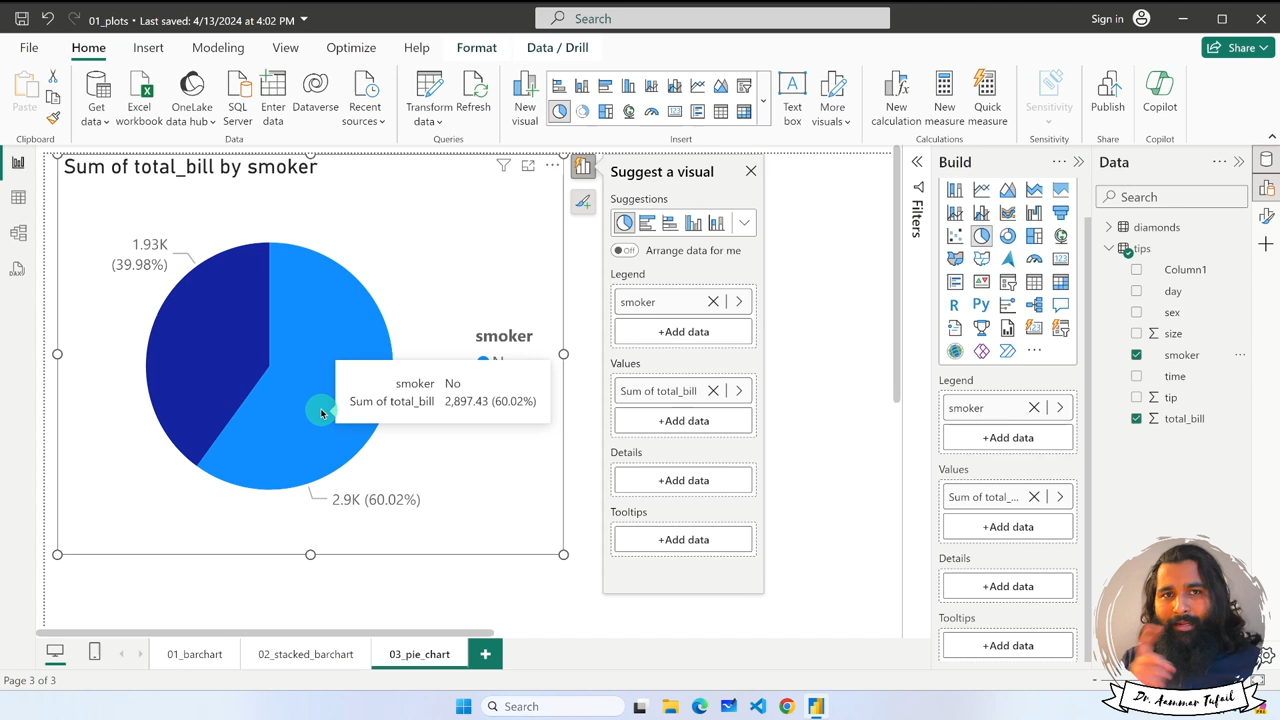 01_plots • Last saved: 4/13/2024 at 4:02 PM
Search
Sign in
File
Home
Insert
Modeling
View
Optimize
Help
Format
Data / Drill
Share
Paste
Get data
Excel workbook
OneLake data hub
SQL Server
Enter data
Dataverse
Recent sources
Transform data
Refresh
New visual
Text box
More visuals
New calculation
New measure
Quick measure
Sensitivity
Publish
Copilot
Clipboard
Data
Queries
Insert
Calculations
Sensitivity
Share
Copilot
Sum of total_bill by smoker
1.93K
(39.98%)
smoker
smoker No
Sum of total_bill 2,897.43 (60.02%)
2.9K (60.02%)
Suggest a visual
Suggestions
Off
Arrange data for me
Legend
smoker
+Add data
Values
Sum of total_bill
+Add data
Details
+Add data
Tooltips
+Add data
Filters
Build
R
Py
123
Legend
smoker
+Add data
Values
Sum of total_...
+Add data
Details
+Add data
Tooltips
+Add data
Data
Search
diamonds
tips
Column1
day
sex
size
smoker
time
tip
total_bill
01_barchart
02_stacked_barchart
03_pie_chart
Page 3 of 3
Search
Dr. Aammar Tufail